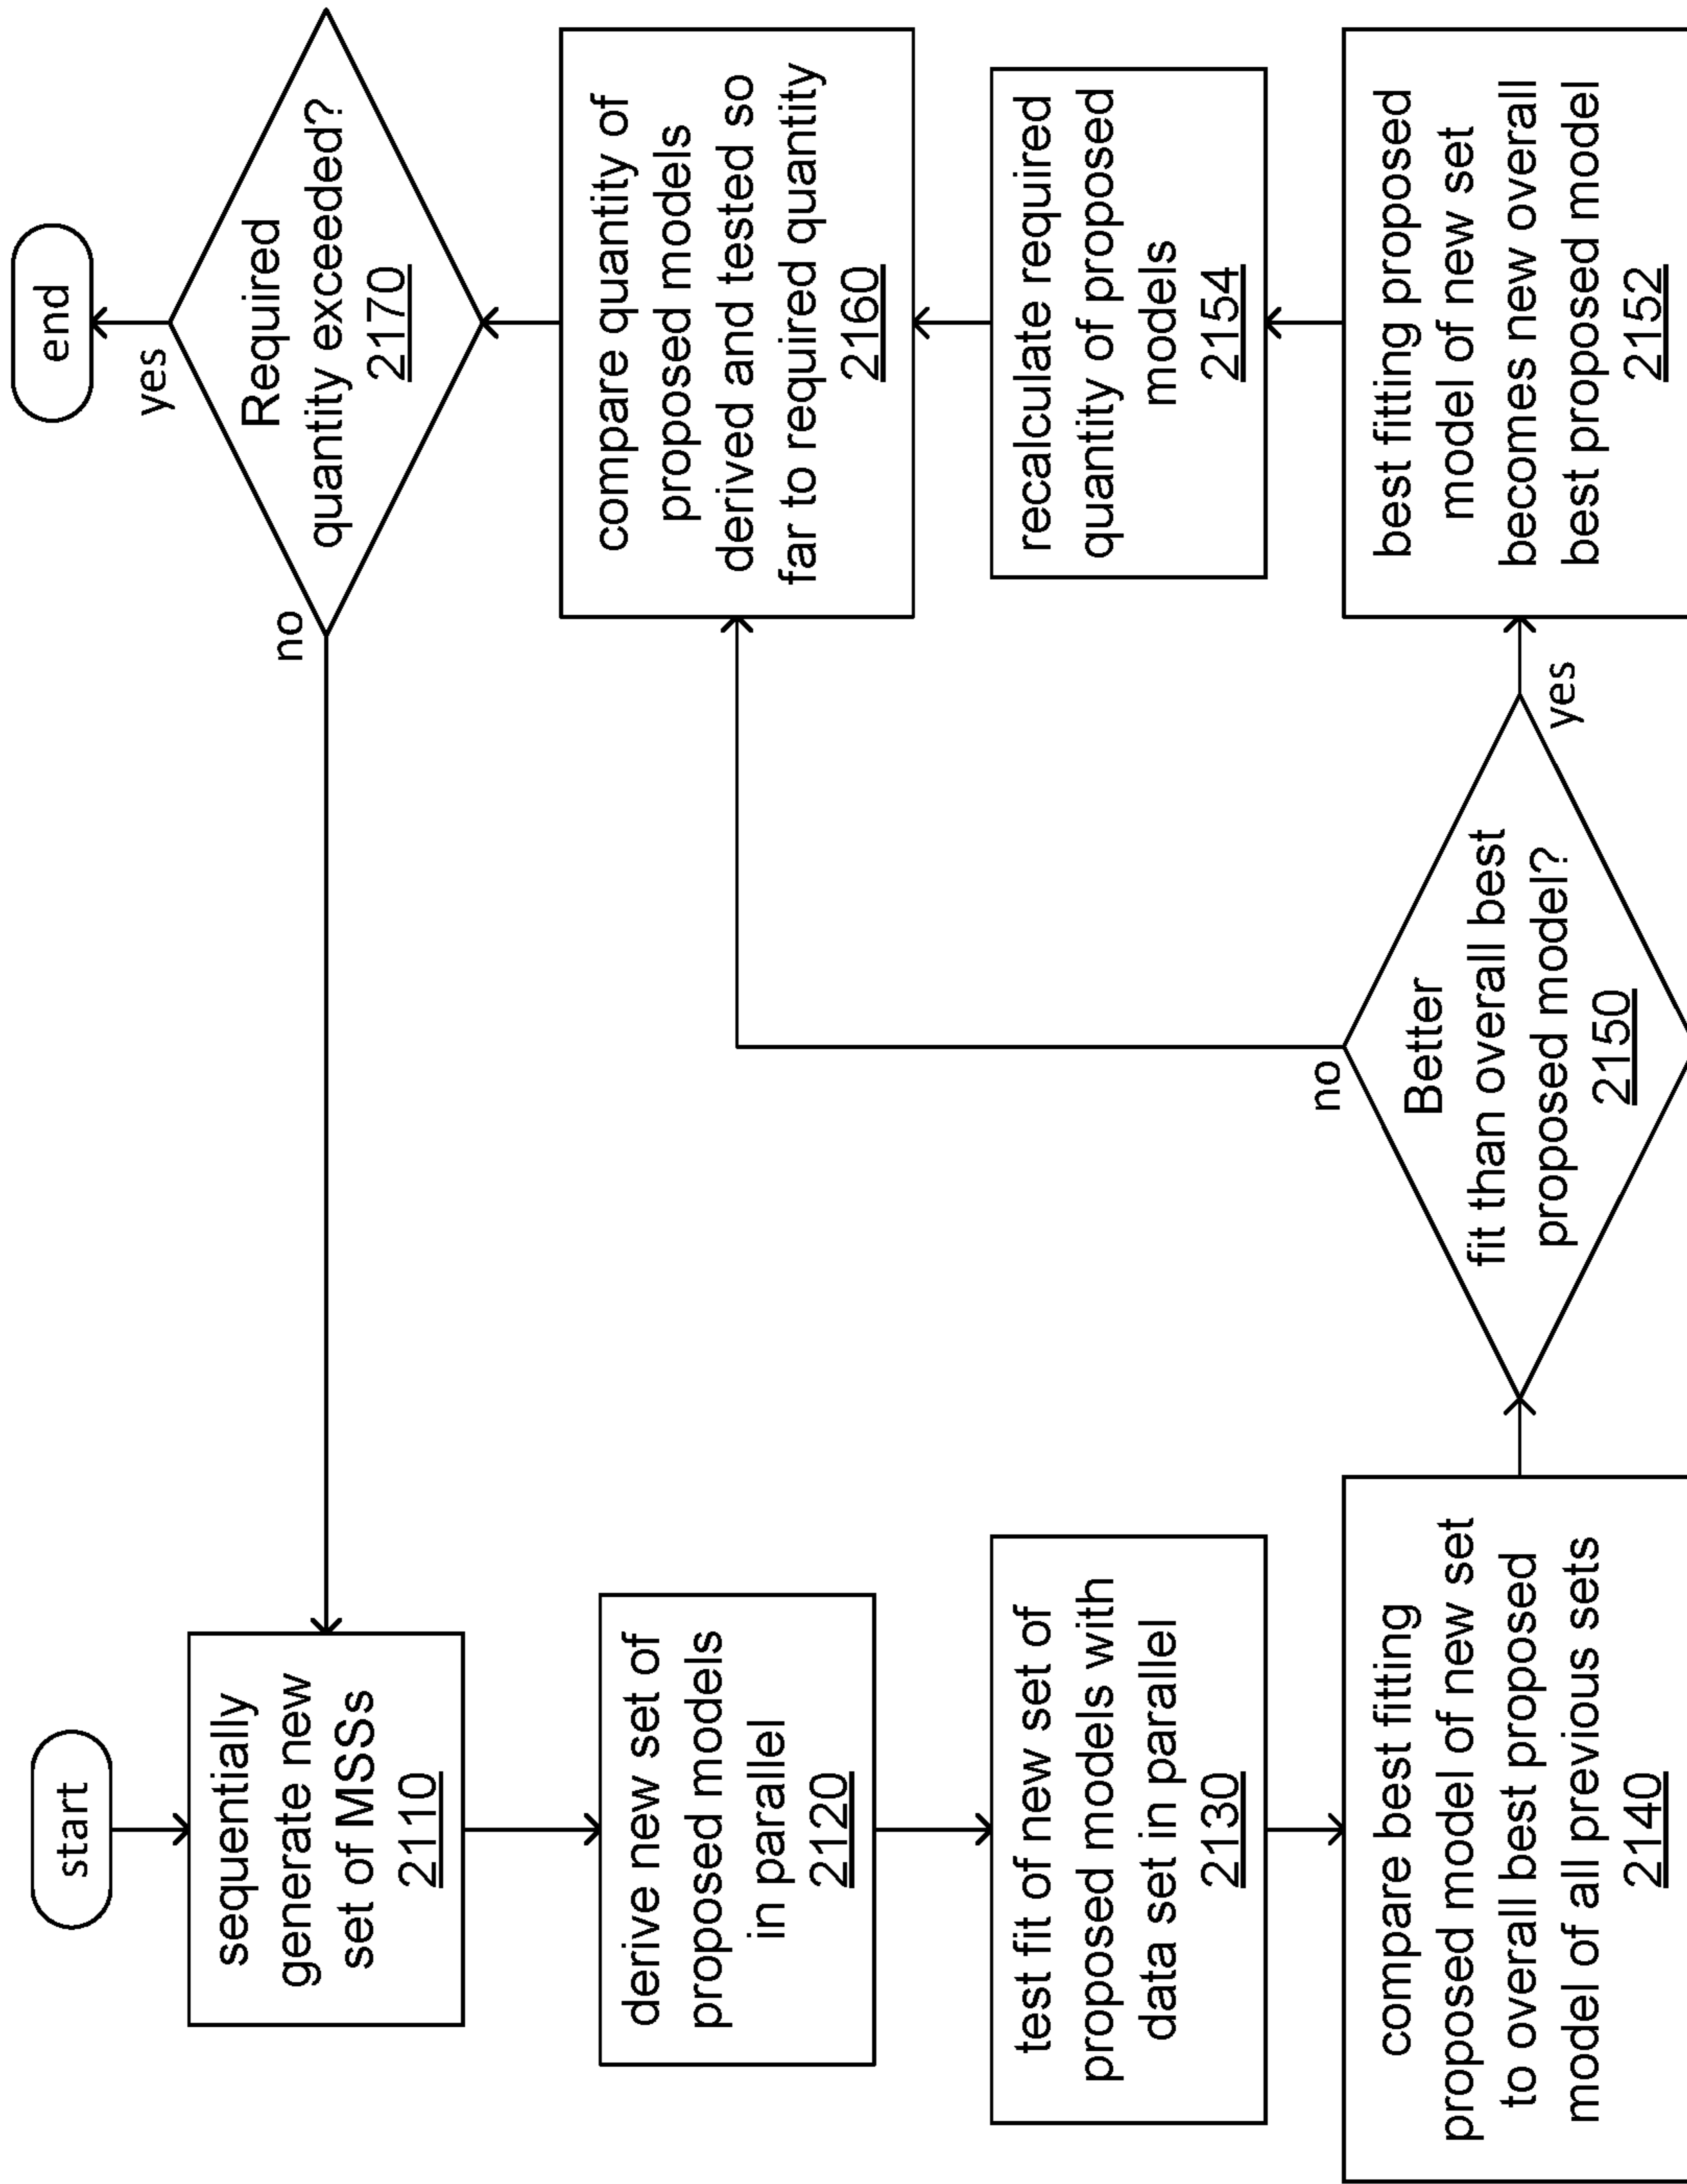 start
sequentially
generate new
set of MSSs
2110
derive new set of
proposed models
in parallel
2120
test fit of new set of
proposed models with
data set in parallel
2130
compare best fitting
proposed model of new set
to overall best proposed
model of all previous sets
2140
Better
fit than overall best
proposed model?
2150
no
yes
best fitting proposed
model of new set
becomes new overall
best proposed model
2152
recalculate required
quantity of proposed
models
2154
compare quantity of
proposed models
derived and tested so
far to required quantity
2160
Required
quantity exceeded?
2170
no
yes
end